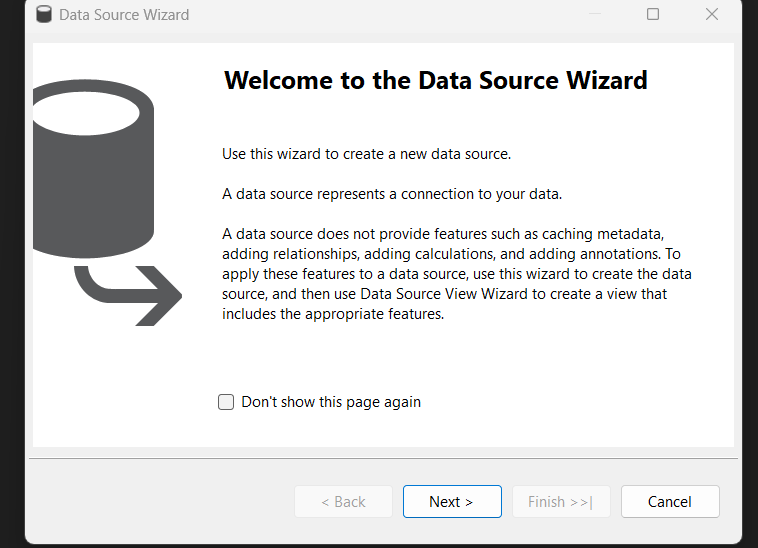 Data Source Wizard
Welcome to the Data Source Wizard
Use this wizard to create a new data source.
A data source represents a connection to your data.
A data source does not provide features such as caching metadata,
adding relationships, adding calculations, and adding annotations. To
apply these features to a data source, use this wizard to create the data
source, and then use Data Source View Wizard to create a view that
includes the appropriate features.
Don't show this page again
< Back
Next >
Finish >>|
Cancel